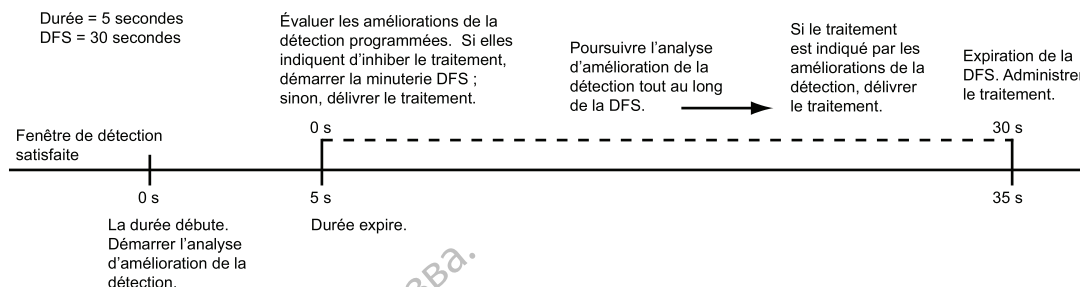 Durée = 5 secondes
DFS = 30 secondes
Évaluer les améliorations de la
détection programmées. Si elles
indiquent d’inhiber le traitement,
démarrer la minuterie DFS ;
sinon, délivrer le traitement.
Poursuivre l’analyse
d’amélioration de la
détection tout au long
de la DFS.
Si le traitement
est indiqué par les
améliorations de la
détection, délivrer
le traitement.
Expiration de la
DFS. Administrer
le traitement.
Fenêtre de détection
satisfaite
0 s
30 s
0 s
5 s
35 s
La durée débute.
Démarrer l’analyse
d’amélioration de la
détection.
Durée expire.